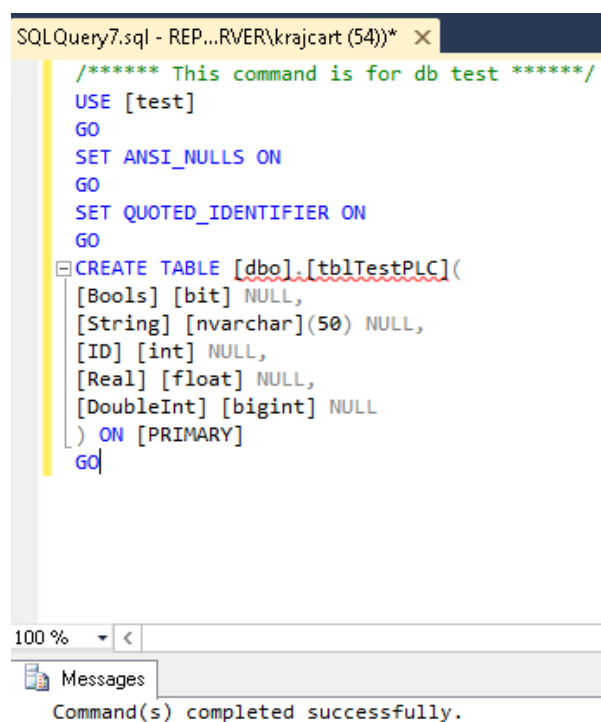 SQLQuery7.sql - REP...RVER\krajcart (54))* ×
/****** This command is for db test ******/
USE [test]
GO
SET ANSI_NULLS ON
GO
SET QUOTED_IDENTIFIER ON
GO
CREATE TABLE [dbo].[tblTestPLC](
[Bools] [bit] NULL,
[String] [nvarchar](50) NULL,
[ID] [int] NULL,
[Real] [float] NULL,
[DoubleInt] [bigint] NULL
) ON [PRIMARY]
GO
100 %
Messages
Command(s) completed successfully.